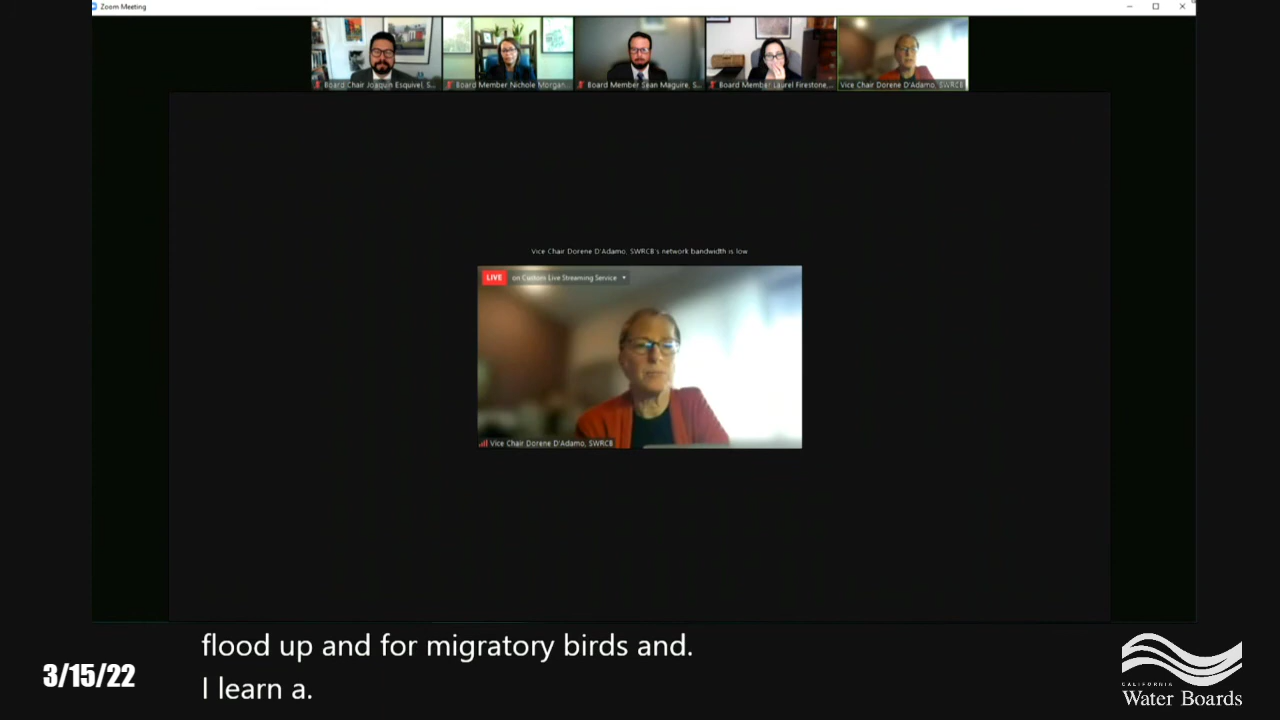 Zoom Meeting
Board Chair Joaquin Esquivel, S...
Board Member Nichole Morgan...
Board Member Sean Maguire, S...
Board Member Laurel Firestone...
Vice Chair Dorene D'Adamo, SWRCB
Vice Chair Dorene D'Adamo, SWRCB's network bandwidth is low
LIVE on Custom Live Streaming Service
Vice Chair Dorene D'Adamo, SWRCB
flood up and for migratory birds and.
I learn a.
3/15/22
CALIFORNIA
Water Boards